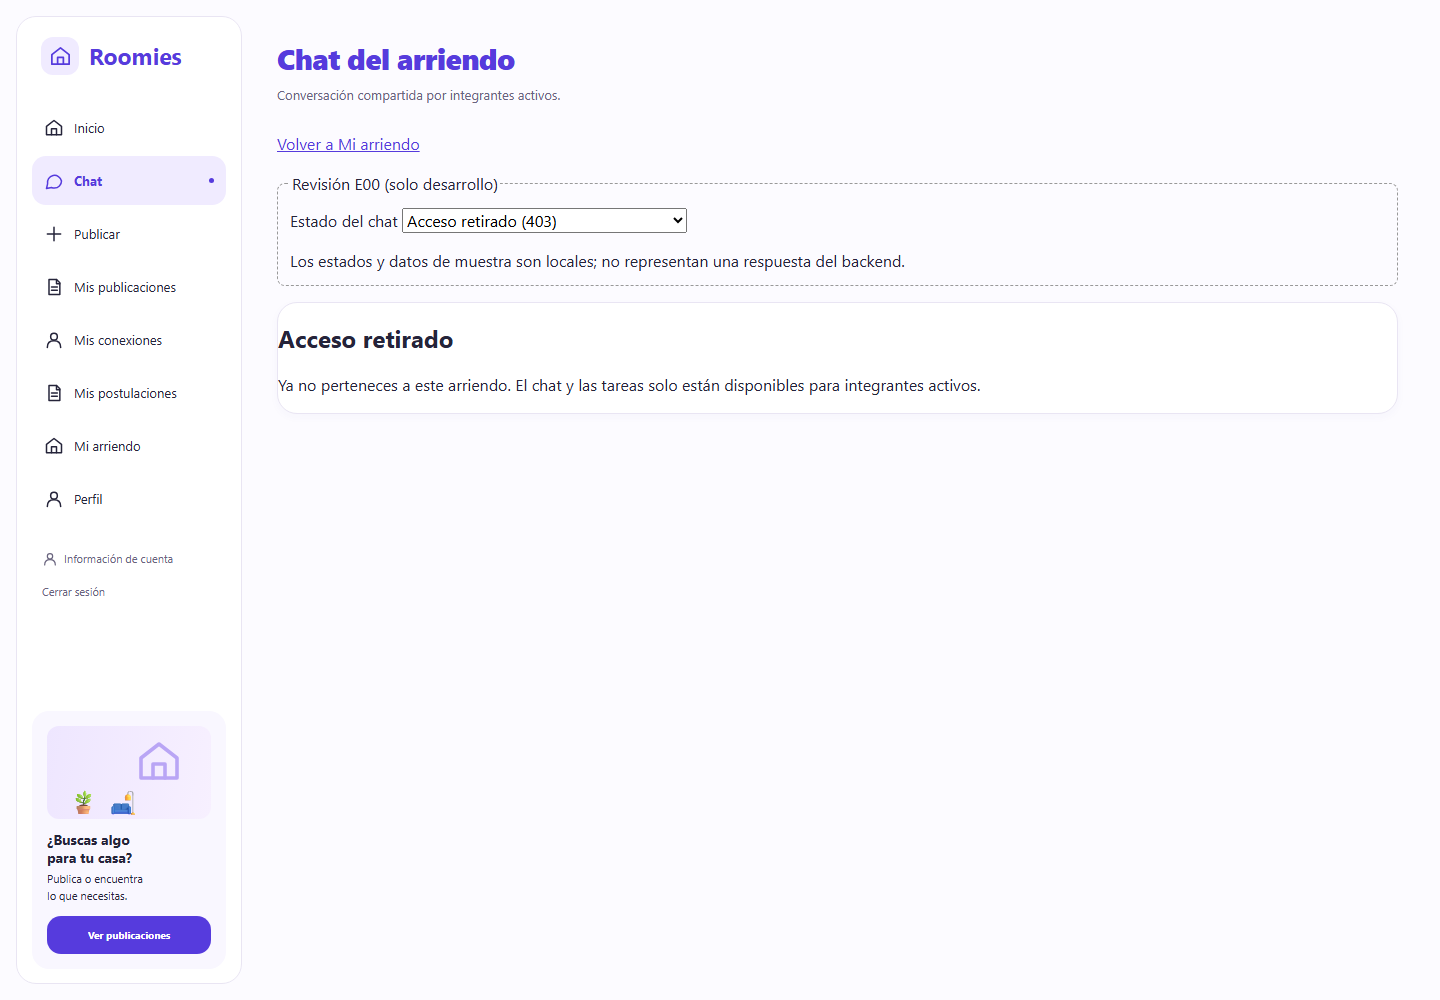 Roomies
Inicio
Chat
Publicar
Mis publicaciones
Mis conexiones
Mis postulaciones
Mi arriendo
Perfil
Información de cuenta
Cerrar sesión
¿Buscas algo
para tu casa?
Publica o encuentra
lo que necesitas.
Ver publicaciones
Chat del arriendo
Conversación compartida por integrantes activos.
Volver a Mi arriendo
Revisión E00 (solo desarrollo)
Estado del chat Acceso retirado (403)
Los estados y datos de muestra son locales; no representan una respuesta del backend.
Acceso retirado
Ya no perteneces a este arriendo. El chat y las tareas solo están disponibles para integrantes activos.